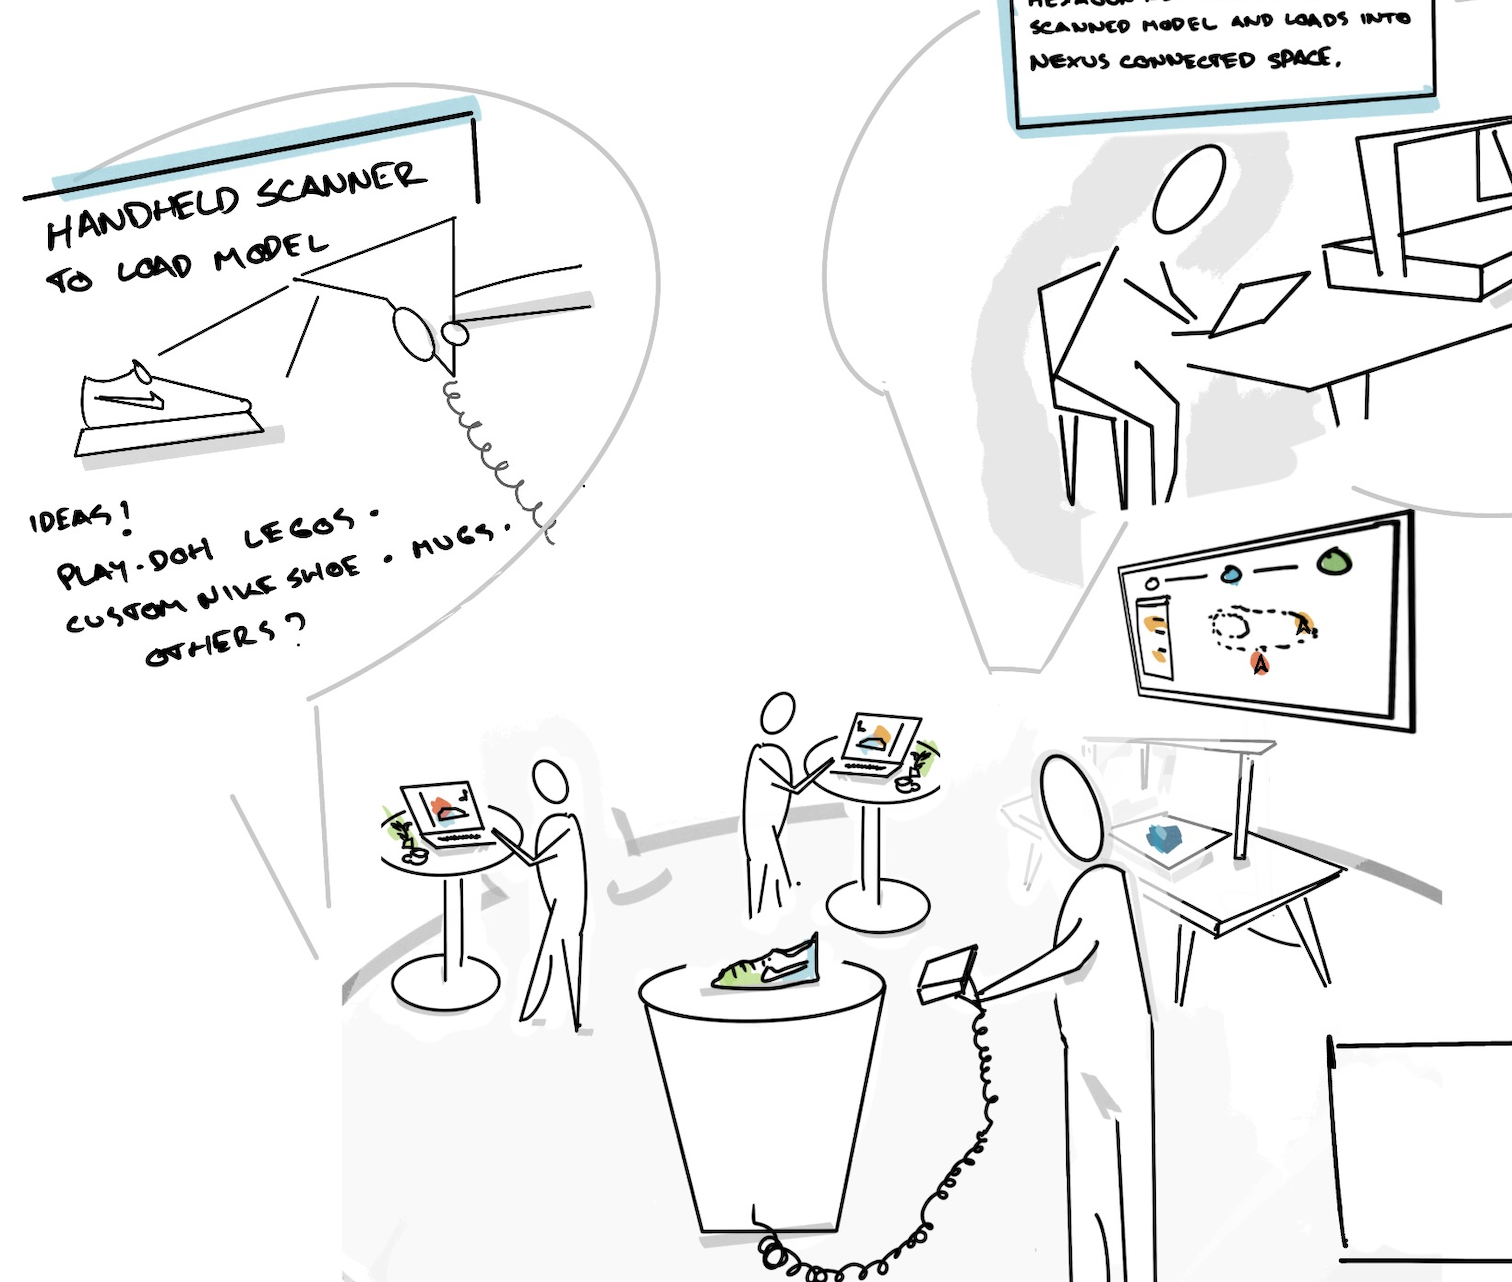 HANDHELD SCANNER
TO LOAD MODEL
IDEAS!
PLAY-DOH LEGOS •
CUSTOM NIKE SHOE • MUGS •
OTHERS?
SCANNED MODEL AND LOADS INTO
NEXUS CONNECTED SPACE.